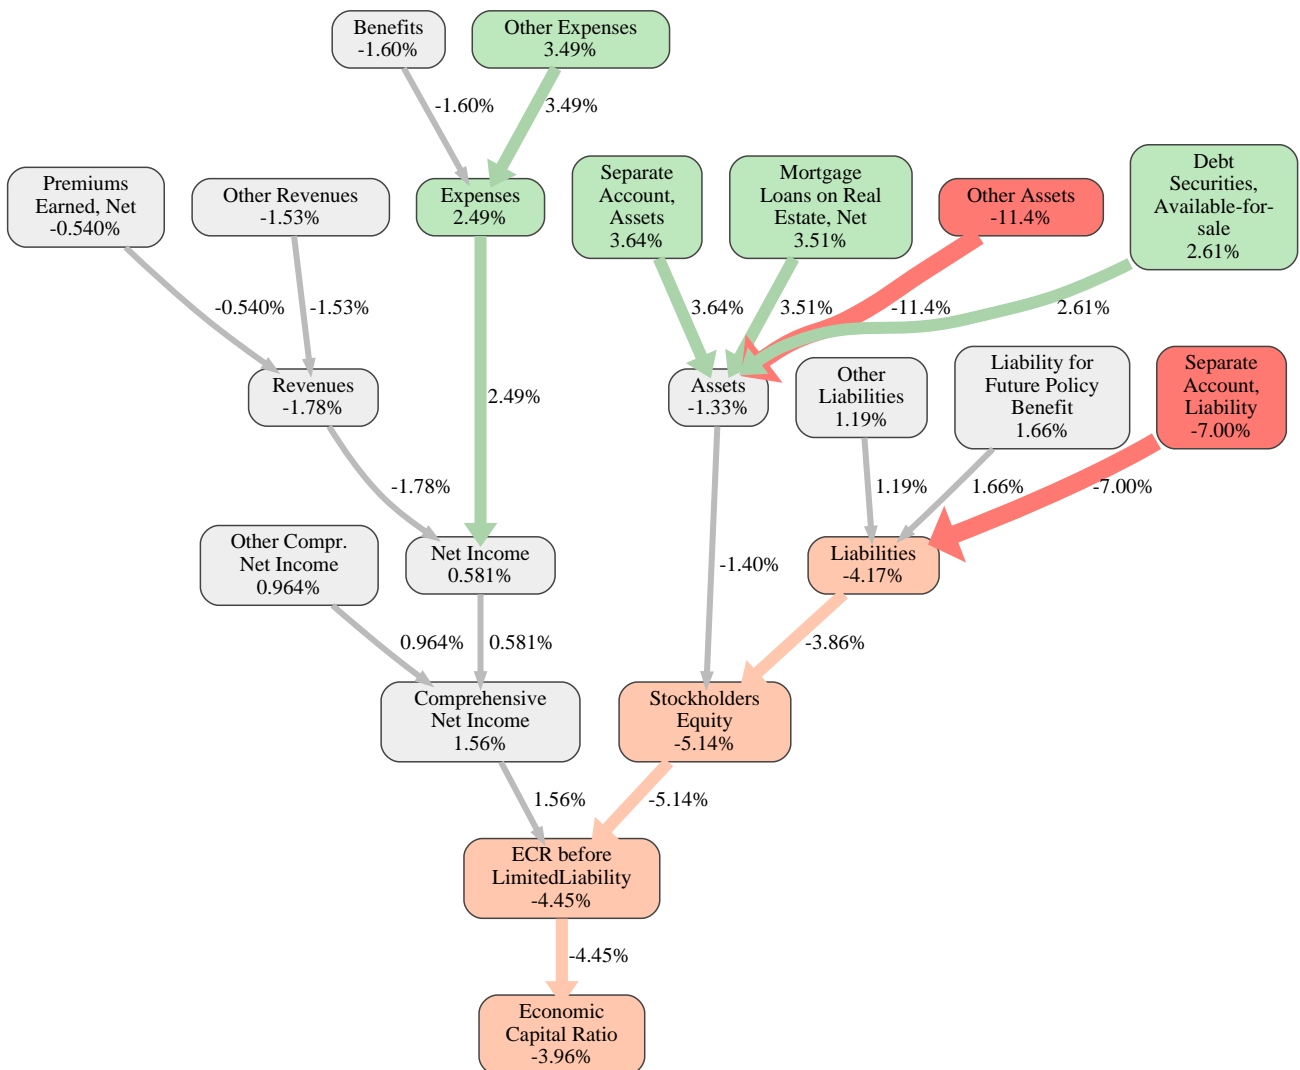 Benefits
-1.60%
Other Expenses
3.49%
-1.60%
3.49%
Premiums
Earned, Net
-0.540%
Other Revenues
-1.53%
Expenses
2.49%
Separate
Account,
Assets
3.64%
Mortgage
Loans on Real
Estate, Net
3.51%
Other Assets
-11.4%
Debt
Securities,
Available-for-
sale
2.61%
-0.540%
-1.53%
3.64%
3.51%
-11.4%
2.61%
Revenues
-1.78%
2.49%
Assets
-1.33%
Other
Liabilities
1.19%
Liability for
Future Policy
Benefit
1.66%
Separate
Account,
Liability
-7.00%
-1.78%
1.19%
1.66%
-7.00%
Other Compr.
Net Income
0.964%
Net Income
0.581%
-1.40%
Liabilities
-4.17%
0.964%
0.581%
-3.86%
Comprehensive
Net Income
1.56%
Stockholders
Equity
-5.14%
1.56%
-5.14%
ECR before
LimitedLiability
-4.45%
-4.45%
Economic
Capital Ratio
-3.96%